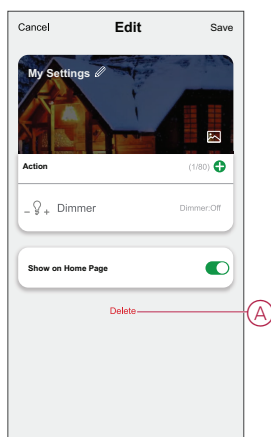 Cancel Edit Save
My Settings
Action (1/80)
Dimmer Dimmer:Off
Show on Home Page
Delete A